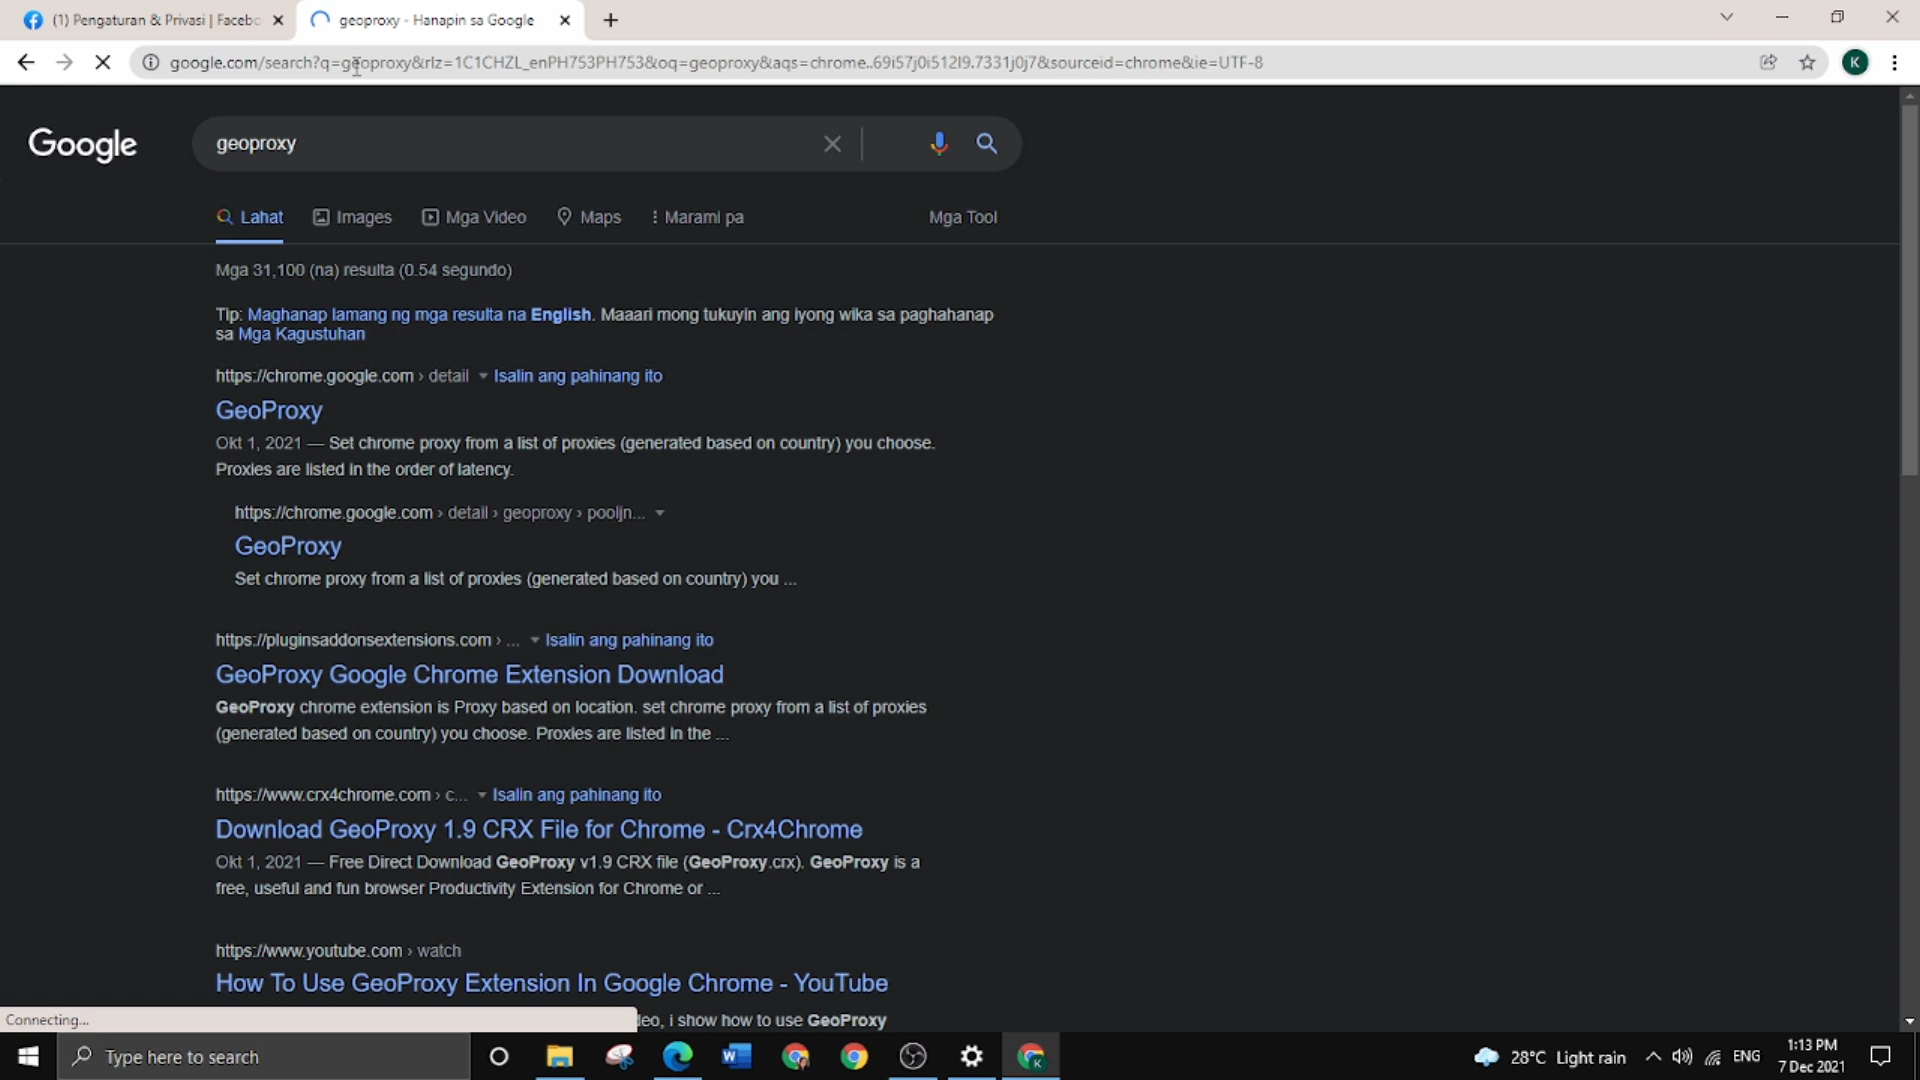 (1) Pengaturan & Privasi | Facebo
geoproxy - Hanapin sa Google
google.com/search?q=geoproxy&rlz=1C1CHZL_enPH753PH753&oq=geoproxy&aqs=chrome..69i57j0i512l9.7331j0j7&sourceid=chrome&ie=UTF-8
K
Google
geoproxy
Lahat Images Mga Video Maps Marami pa Mga Tool
Mga 31,100 (na) resulta (0.54 segundo)
Tip: Maghanap lamang ng mga resulta na English. Maaari mong tukuyin ang iyong wika sa paghahanap
sa Mga Kagustuhan
https://chrome.google.com › detail Isalin ang pahinang ito
GeoProxy
Okt 1, 2021 — Set chrome proxy from a list of proxies (generated based on country) you choose.
Proxies are listed in the order of latency.
https://chrome.google.com › detail › geoproxy › pooljn...
GeoProxy
Set chrome proxy from a list of proxies (generated based on country) you ...
https://pluginsaddonsextensions.com › ... Isalin ang pahinang ito
GeoProxy Google Chrome Extension Download
GeoProxy chrome extension is Proxy based on location. set chrome proxy from a list of proxies
(generated based on country) you choose. Proxies are listed in the ...
https://www.crx4chrome.com › c... Isalin ang pahinang ito
Download GeoProxy 1.9 CRX File for Chrome - Crx4Chrome
Okt 1, 2021 — Free Direct Download GeoProxy v1.9 CRX file (GeoProxy.crx). GeoProxy is a
free, useful and fun browser Productivity Extension for Chrome or ...
https://www.youtube.com › watch
How To Use GeoProxy Extension In Google Chrome - YouTube
Connecting...
deo, i show how to use GeoProxy
Type here to search
28°C Light rain
ENG
1:13 PM
7 Dec 2021